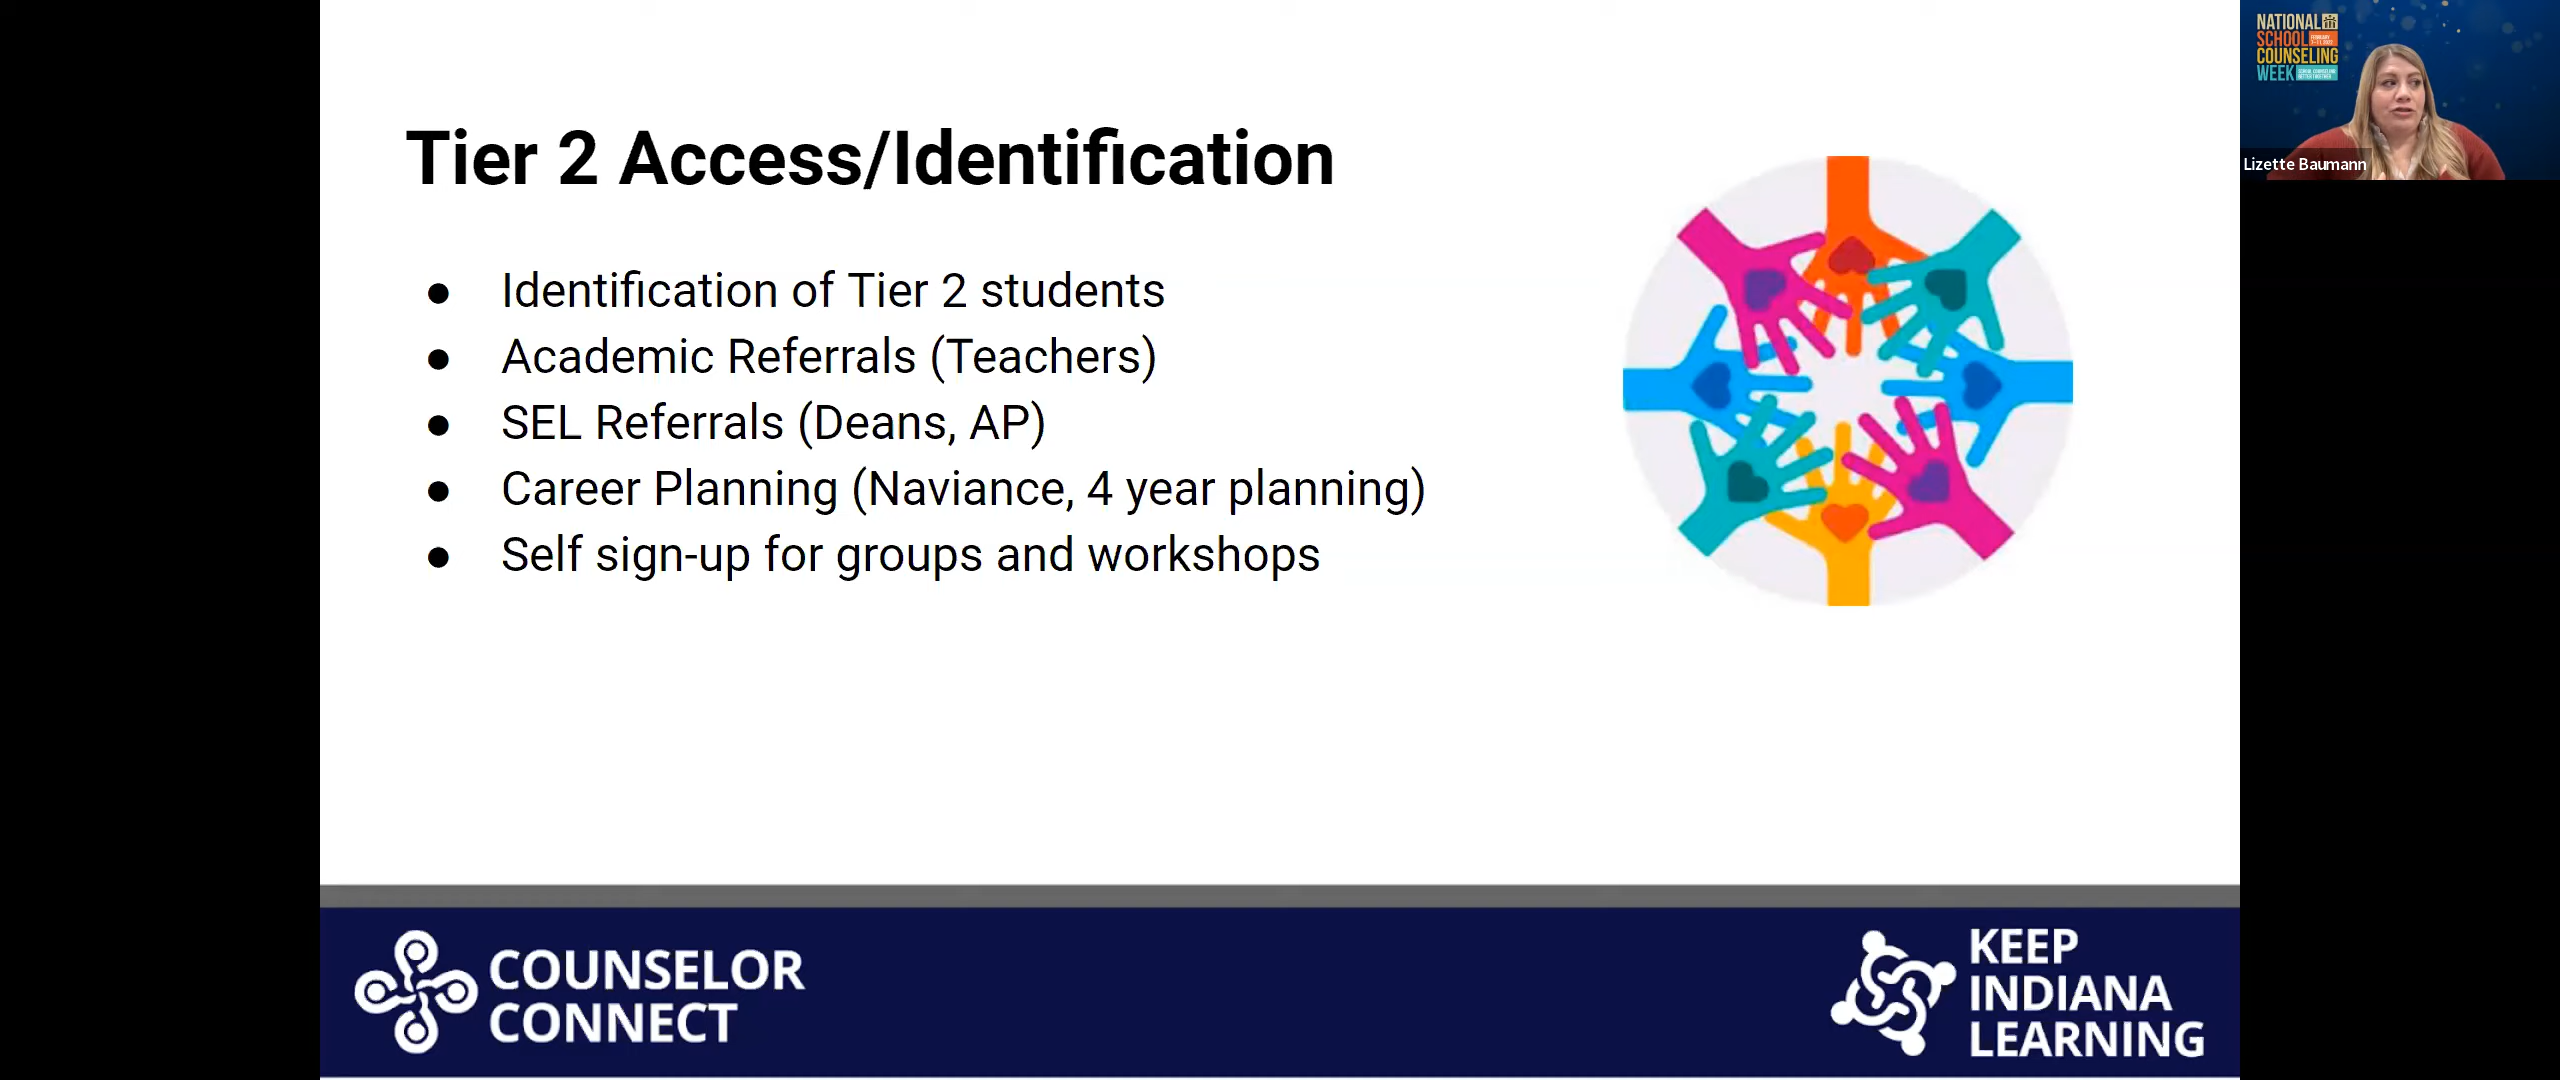 Tier 2 Access/Identification
● Identification of Tier 2 students
● Academic Referrals (Teachers)
● SEL Referrals (Deans, AP)
● Career Planning (Naviance, 4 year planning)
● Self sign-up for groups and workshops
COUNSELOR
CONNECT
KEEP
INDIANA
LEARNING
NATIONAL
SCHOOL
COUNSELING
WEEK
Lizette Baumann